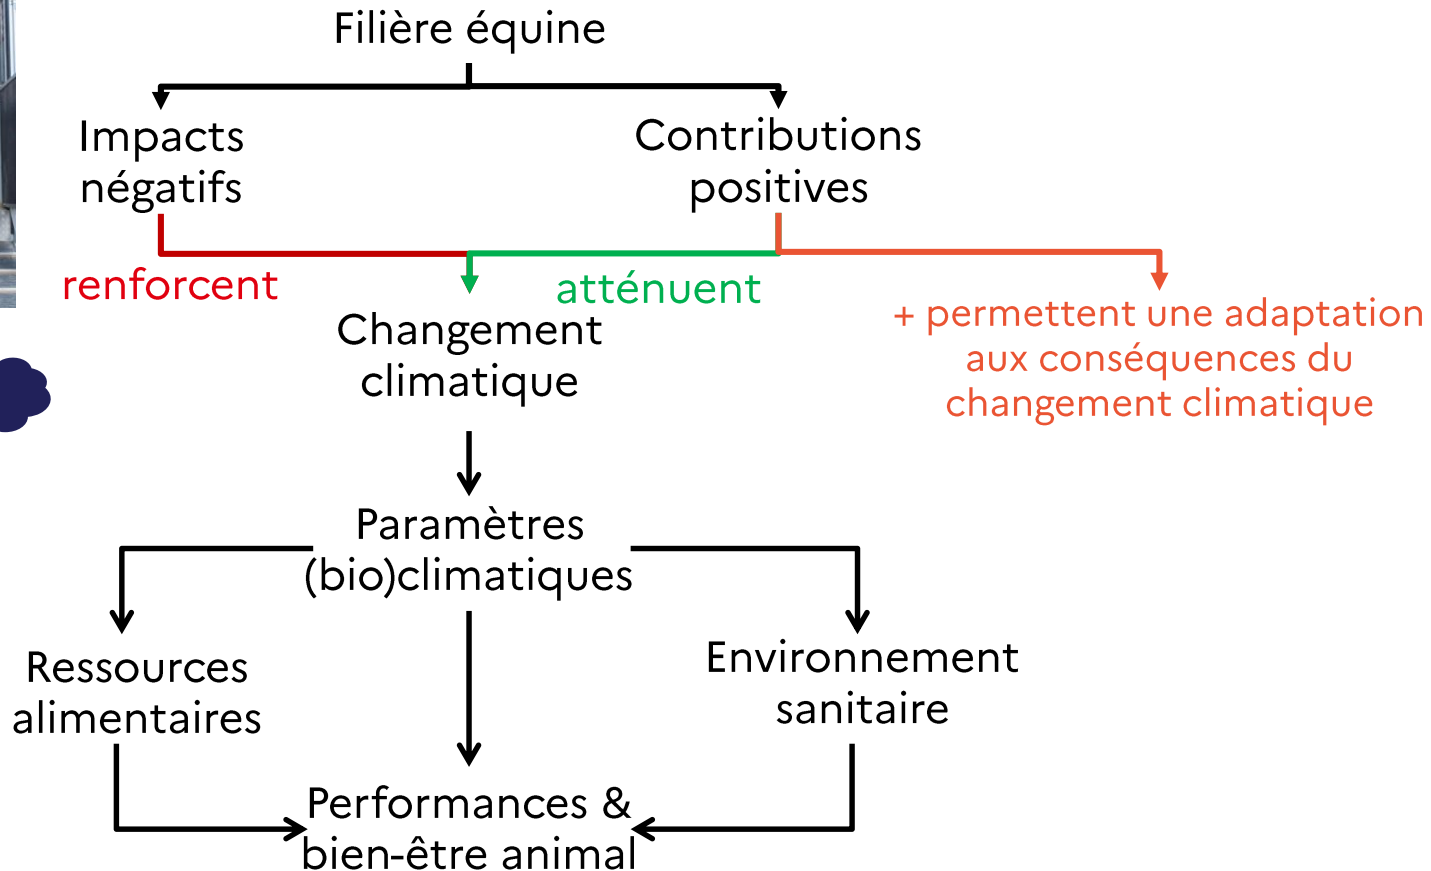 Filière équine
Impacts
négatifs
Contributions
positives
renforcent
atténuent
Changement
climatique
+ permettent une adaptation
aux conséquences du
changement climatique
Paramètres
(bio)climatiques
Ressources
alimentaires
Environnement
sanitaire
Performances &
bien-être animal